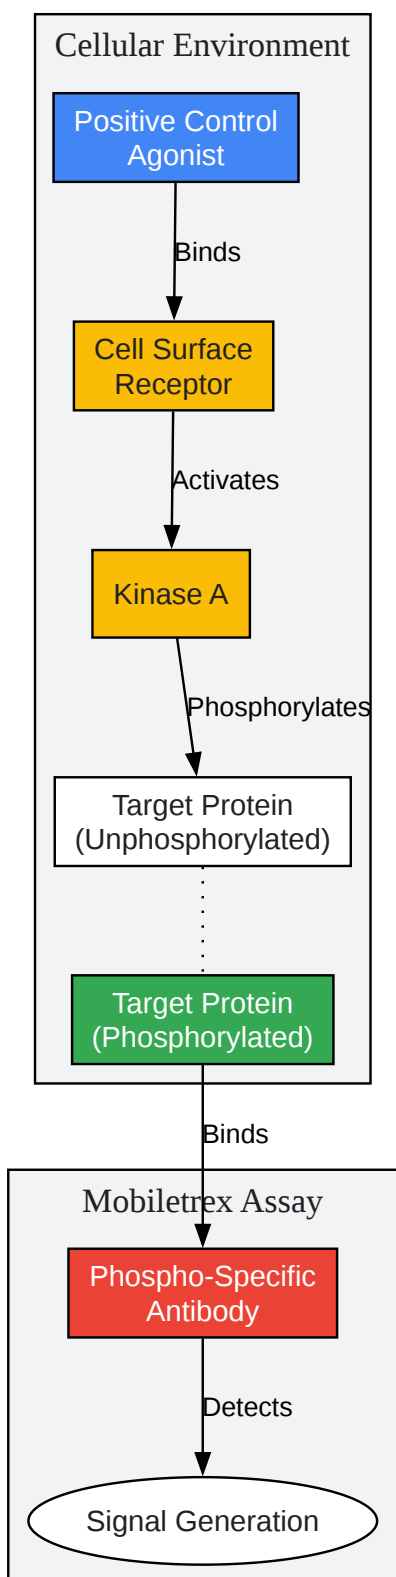 Cellular Environment
Positive Control
Agonist
Binds
Cell Surface
Receptor
Activates
Kinase A
Phosphorylates
Target Protein
(Unphosphorylated)
Target Protein
(Phosphorylated)
Binds
Mobiletrex Assay
Phospho-Specific
Antibody
Detects
Signal Generation